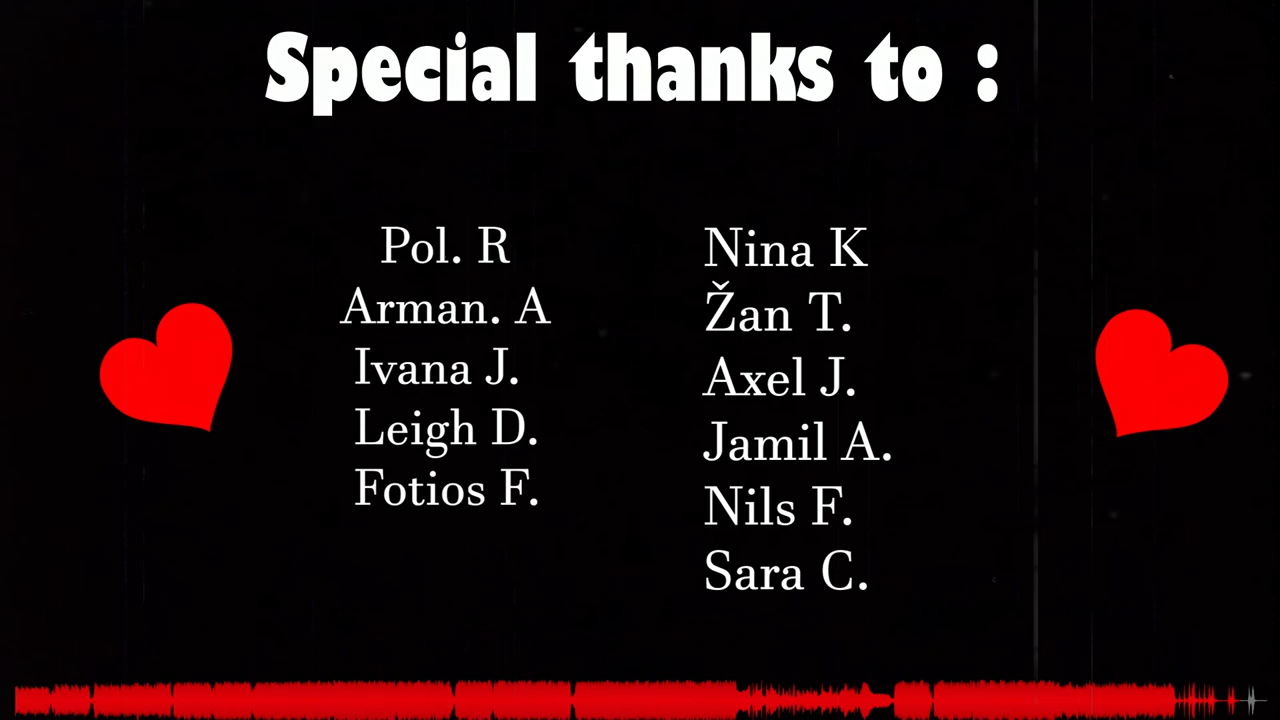 Special thanks to :
Pol. R
Arman. A
Ivana J.
Leigh D.
Fotios F.
Nina K
Žan T.
Axel J.
Jamil A.
Nils F.
Sara C.